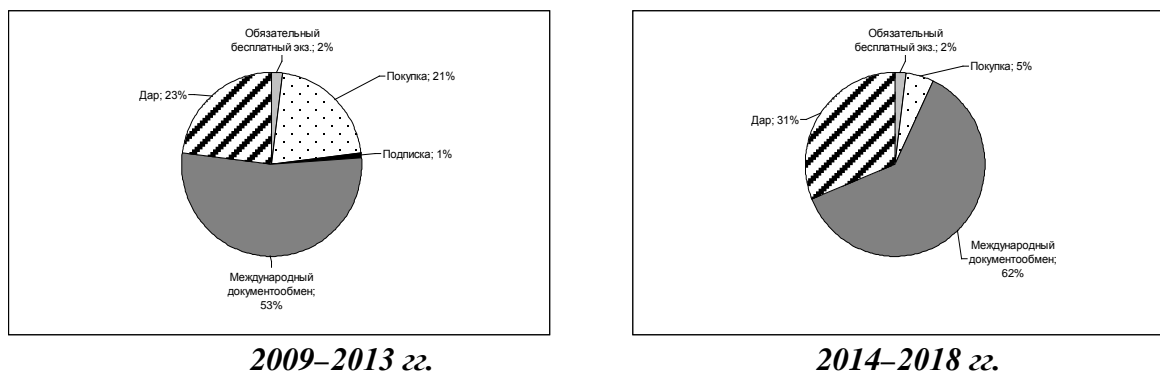 Обязательный
бесплатный экз.; 2%
Покупка; 21%
Дар; 23%
Подписка; 1%
Международный
документообмен;
53%
2009–2013 гг.
Обязательный
бесплатный экз.; 2%
Покупка; 5%
Дар; 31%
Международный
документообмен;
62%
2014–2018 гг.